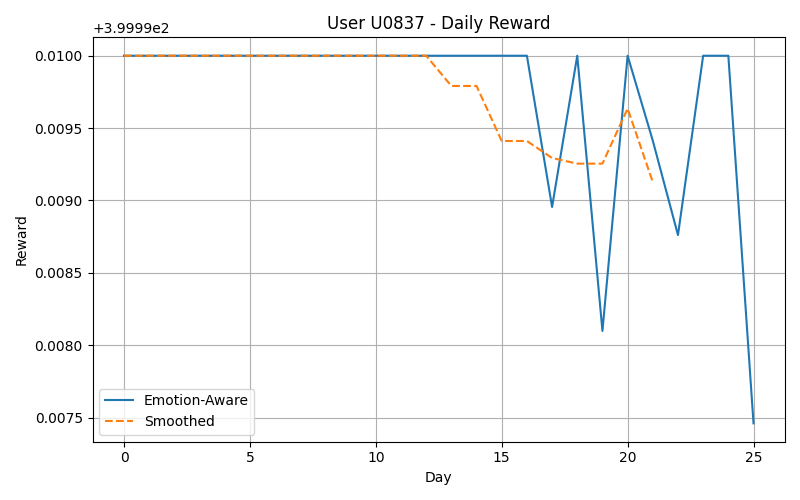 User U0837 - Daily Reward
+3.9999e2
0.0100
0.0095
0.0090
0.0085
0.0080
0.0075
Reward
Emotion-Aware
Smoothed
0 5 10 15 20 25
Day